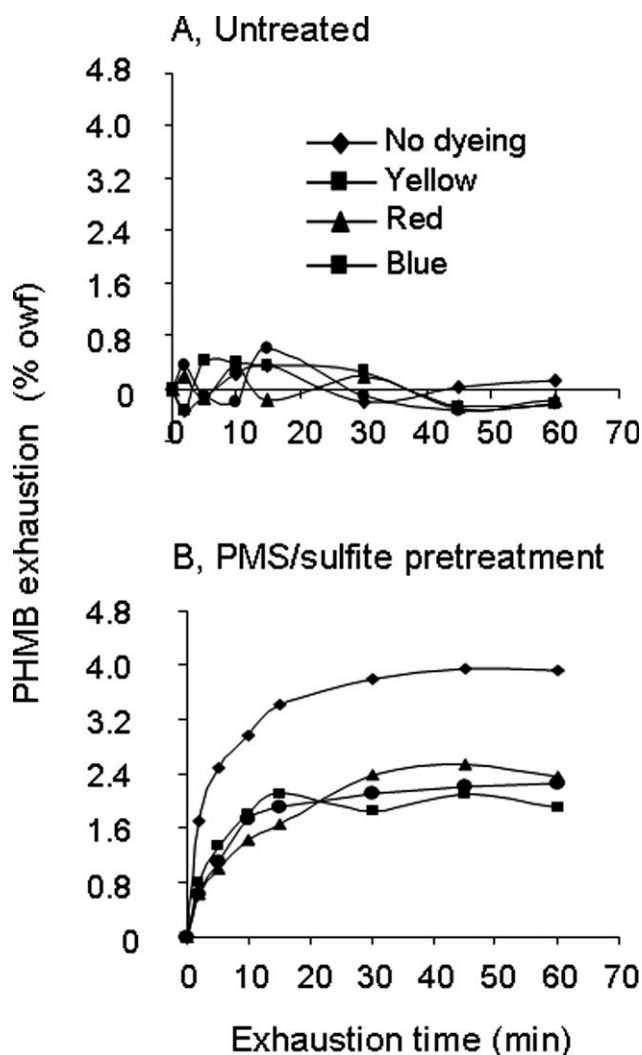 A, Untreated
4.8
4.0
3.2
2.4
1.6
0.8
0
No dyeing
Yellow
Red
Blue
0 10 20 30 40 50 60 70
B, PMS/sulfite pretreatment
4.8
4.0
3.2
2.4
1.6
0.8
0
0 10 20 30 40 50 60 70
PHMB exhaustion (% owf)
Exhaustion time (min)